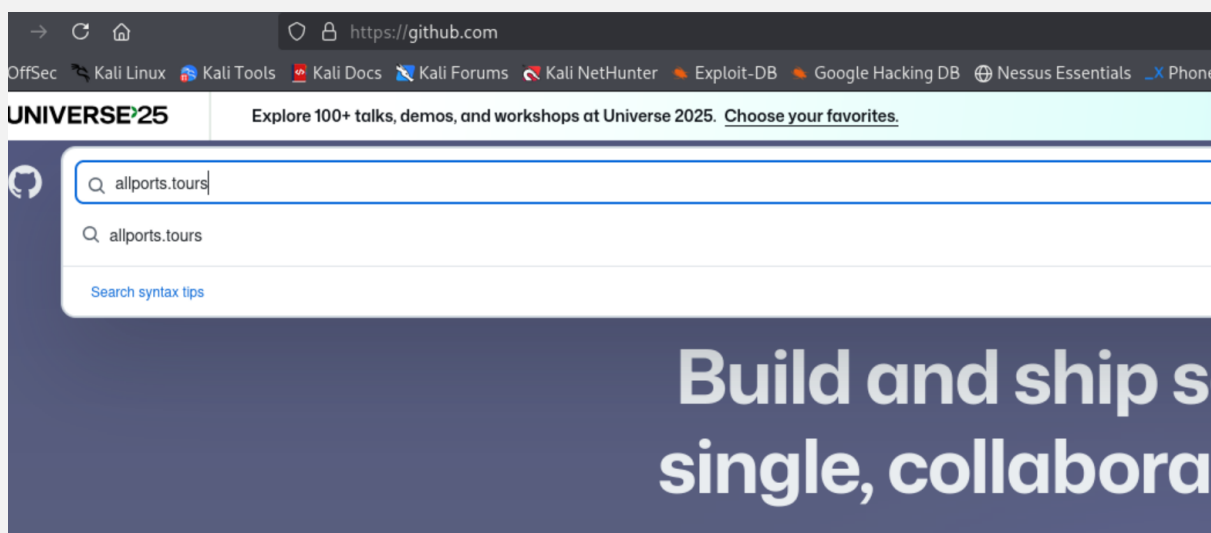 https://github.com
OffSec Kali Linux Kali Tools Kali Docs Kali Forums Kali NetHunter Exploit-DB Google Hacking DB Nessus Essentials _X Phone
UNIVERSE'25 Explore 100+ talks, demos, and workshops at Universe 2025. Choose your favorites.
allports.tours
allports.tours
Search syntax tips
Build and ship s
single, collabora